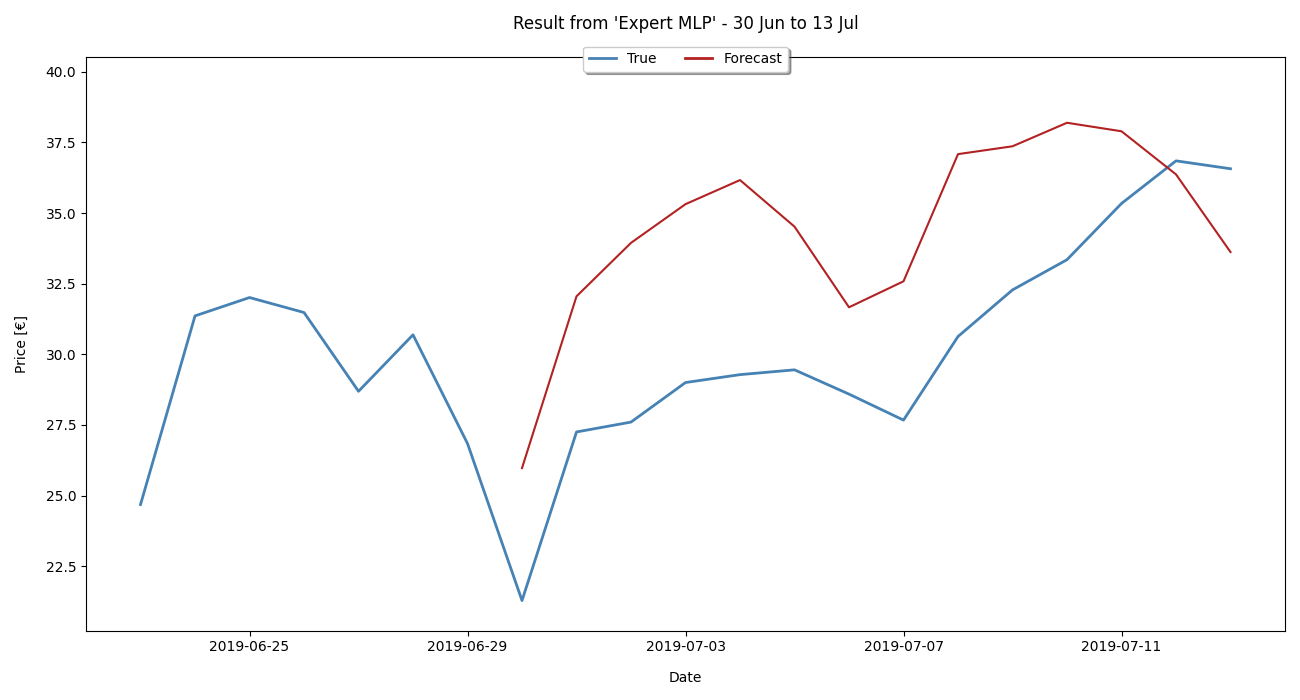 Result from 'Expert MLP' - 30 Jun to 13 Jul
True Forecast
40.0
37.5
35.0
32.5
30.0
27.5
25.0
22.5
Price [€]
2019-06-25 2019-06-29 2019-07-03 2019-07-07 2019-07-11
Date